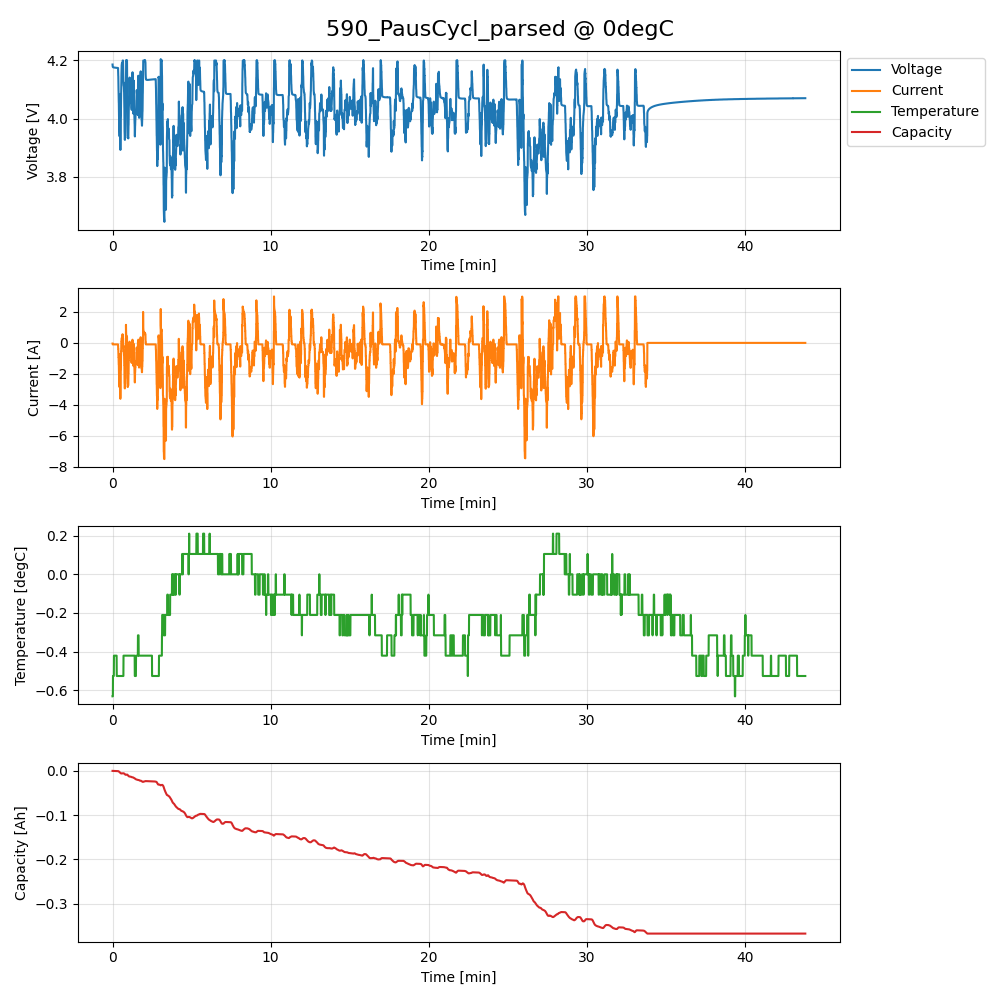 590_PausCycl_parsed @ 0degC
4.2
4.0
3.8
Voltage [V]
0
10
20
30
40
Time [min]
Voltage
Current
Temperature
Capacity
2
0
−2
−4
−6
−8
Current [A]
0
10
20
30
40
Time [min]
0.2
0.0
−0.2
−0.4
−0.6
Temperature [degC]
0
10
20
30
40
Time [min]
0.0
−0.1
−0.2
−0.3
Capacity [Ah]
0
10
20
30
40
Time [min]